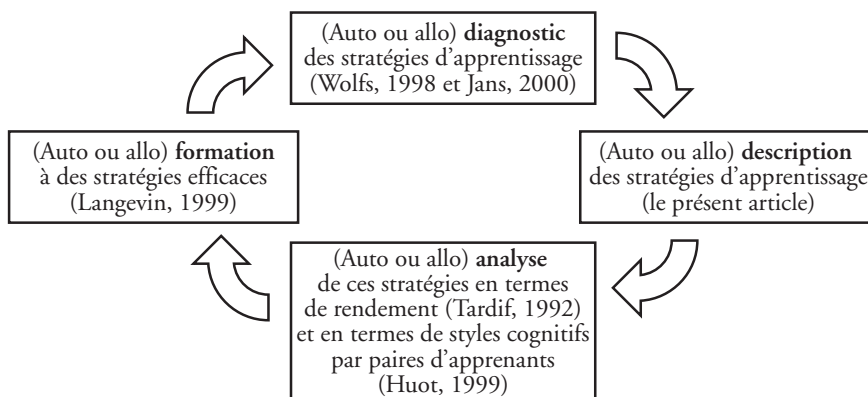 (Auto ou allo) diagnostic
des stratégies d'apprentissage
(Wolfs, 1998 et Jans, 2000)
(Auto ou allo) formation
à des stratégies efficaces
(Langevin, 1999)
(Auto ou allo) description
des stratégies d'apprentissage
(le présent article)
(Auto ou allo) analyse
de ces stratégies en termes
de rendement (Tardif, 1992)
et en termes de styles cognitifs
par paires d'apprenants
(Huot, 1999)